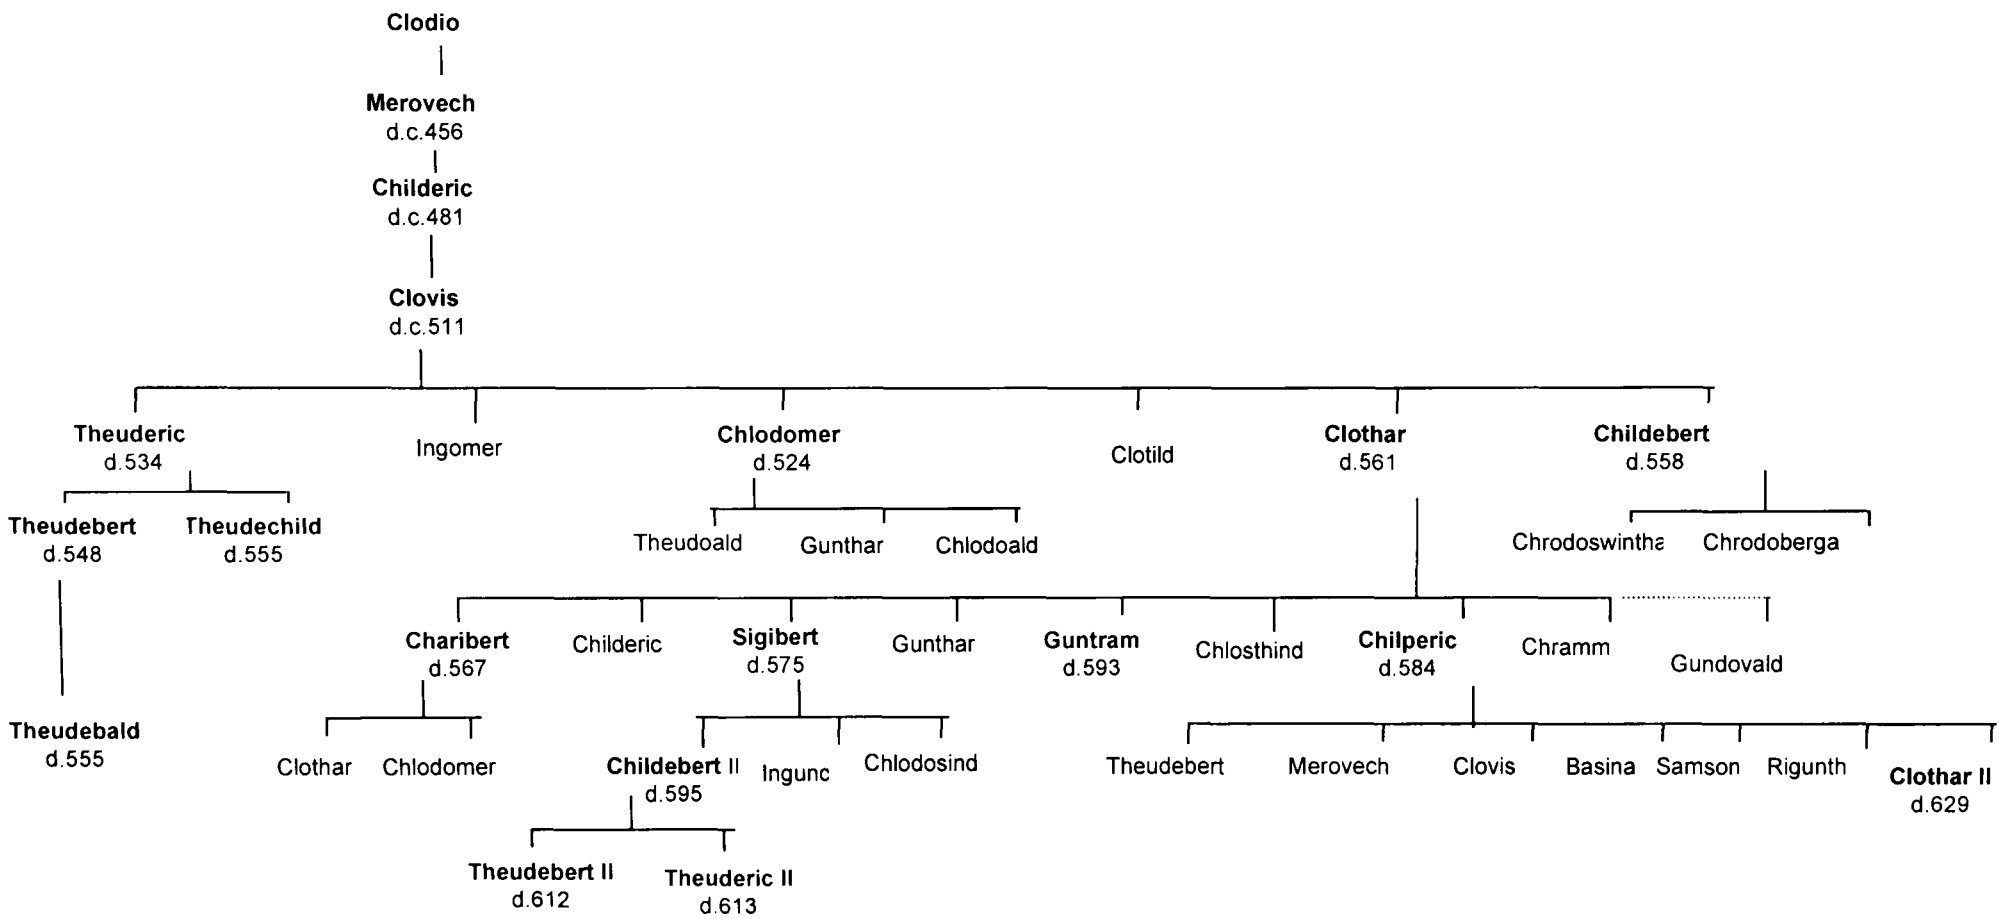 Clodio
Merovech
d.c.456
Childeric
d.c.481
Clovis
d.c.511
Theuderic
d.534
Ingomer
Chlodomer
d.524
Clotild
Clothar
d.561
Childebert
d.558
Theudebert
d.548
Theudechild
d.555
Theudoald
Gunthar
Chlodoald
Chrodoswintha
Chrodoberga
Charibert
d.567
Childeric
Sigibert
d.575
Gunthar
Guntram
d.593
Chlosthind
Chilperic
d.584
Chramm
Gundovald
Theudebald
d.555
Clothar
Chlodomer
Childebert II
d.595
Ingund
Chlodosind
Theudebert
Merovech
Clovis
Basina
Samson
Rigunth
Clothar II
d.629
Theudebert II
d.612
Theuderic II
d.613